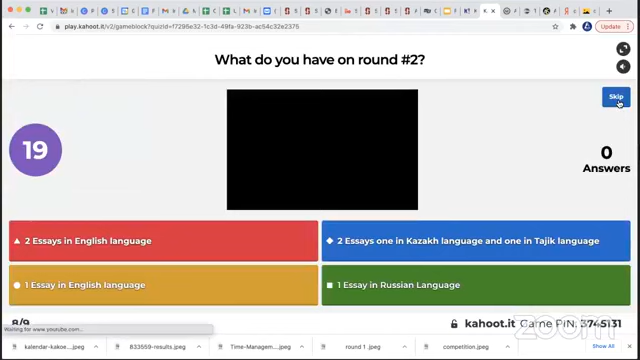 play.kahoot.it/v2/gameblock?quizId=f7296e32-1c3d-49fa-923b-ac54c32e2375
Update
What do you have on round #2?
Skip
19
0
Answers
2 Essays in English language
2 Essays one in Kazakh language and one in Tajik language
1 Essay in English language
1 Essay in Russian Language
8/9
kahoot.it Game PIN: 3745131
zoom
Waiting for www.youtube.com...
kalendar-kakoe....jpeg
833559-results.jpeg
Time-Managem....jpeg
round 1 .jpeg
competition.jpeg
Show All